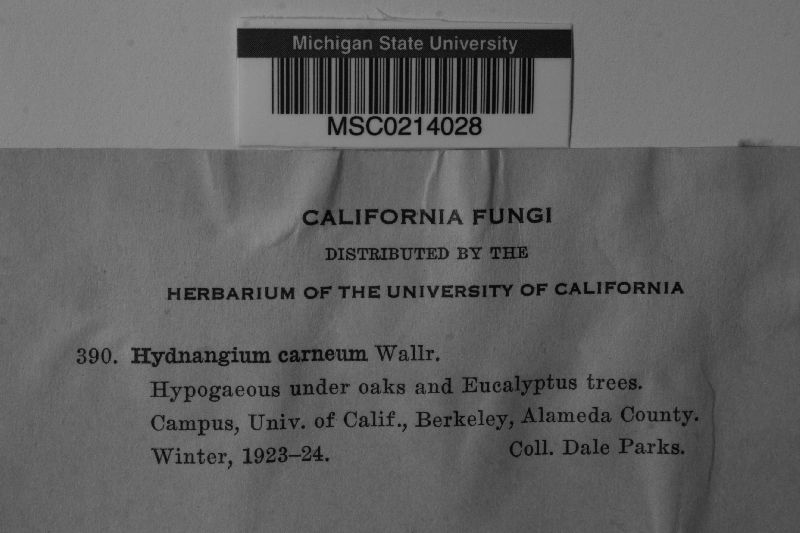 Michigan State University
MSC0214028
CALIFORNIA FUNGI
DISTRIBUTED BY THE
HERBARIUM OF THE UNIVERSITY OF CALIFORNIA
390. Hydnangium carneum Wallr.
Hypogaeous under oaks and Eucalyptus trees.
Campus, Univ. of Calif., Berkeley, Alameda County.
Winter, 1923–24. Coll. Dale Parks.